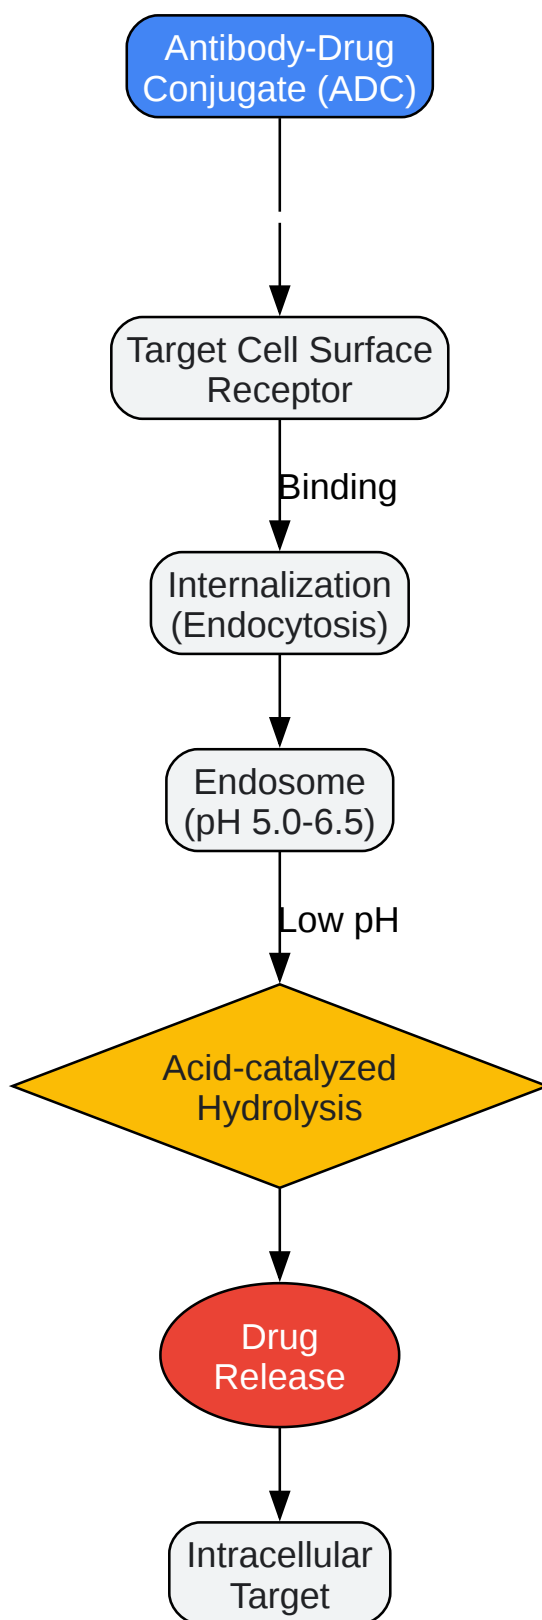 Antibody-Drug
Conjugate (ADC)
Target Cell Surface
Receptor
Binding
Internalization
(Endocytosis)
Endosome
(pH 5.0-6.5)
Low pH
Acid-catalyzed
Hydrolysis
Drug
Release
Intracellular
Target